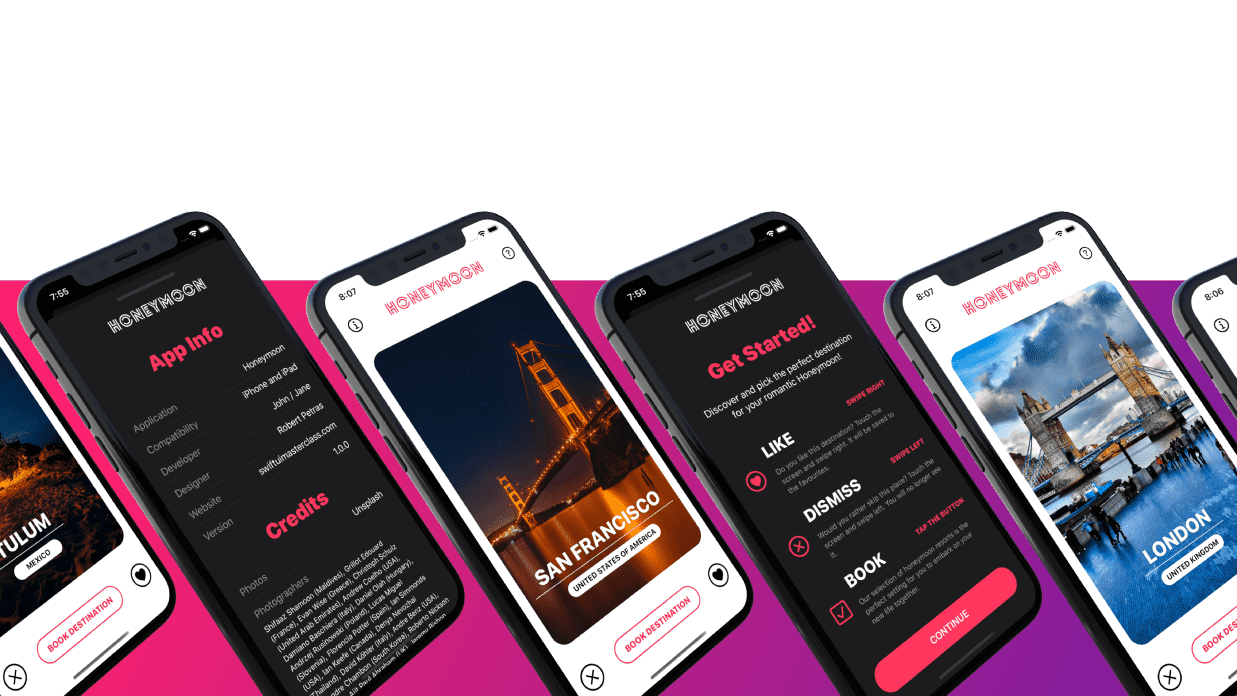 TULUM
MEXICO
BOOK DESTINATION
7:55
HONEYMOON
App Info
Application
Honeymoon
Compatibility
iPhone and iPad
Developer
John / Jane
Designer
Robert Petras
Website
swiftuimasterclass.com
Version
1.0.0
Credits
Photos
Unsplash
Photographers
Shifaaz Shamoon (Maldives), Grillot Edouard
(France), Evan Wise (Greece), Christoph Schulz
(United Arab Emirates), Andrew Coelho (USA),
Damiano Baschiera (Italy), Daniel Olah (Hungary),
Andrzej Rusinowski (Poland), Lucas Miguel
(Slovenia), Florencia Potter (Spain), Ian Simmonds
(USA), Ian Keefe (Canada), Denys Nevozhai
(Thailand), David Köhler (Italy), Andre Benz (USA),
Andre Chambon (South Korea), Roberto Nickson
8:07
HONEYMOON
SAN FRANCISCO
UNITED STATES OF AMERICA
BOOK DESTINATION
7:55
HONEYMOON
Get Started!
Discover and pick the perfect destination
for your romantic Honeymoon!
LIKE
SWIPE RIGHT
Do you like this destination? Touch the
screen and swipe right. It will be saved to
the favourites.
DISMISS
SWIPE LEFT
Would you rather skip this place? Touch the
screen and swipe left. You will no longer see
it.
BOOK
TAP THE BUTTON
Our selection of honeymoon resorts is the
perfect setting for you to embark on your
new life together.
CONTINUE
8:07
HONEYMOON
LONDON
UNITED KINGDOM
BOOK DESTINATION
8:06
BOOK